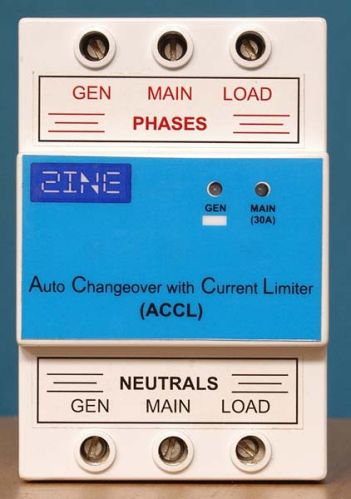 GEN MAIN LOAD
PHASES
ZINE
GEN MAIN
(30A)
Auto Changeover with Current Limiter
(ACCL)
NEUTRALS
GEN MAIN LOAD